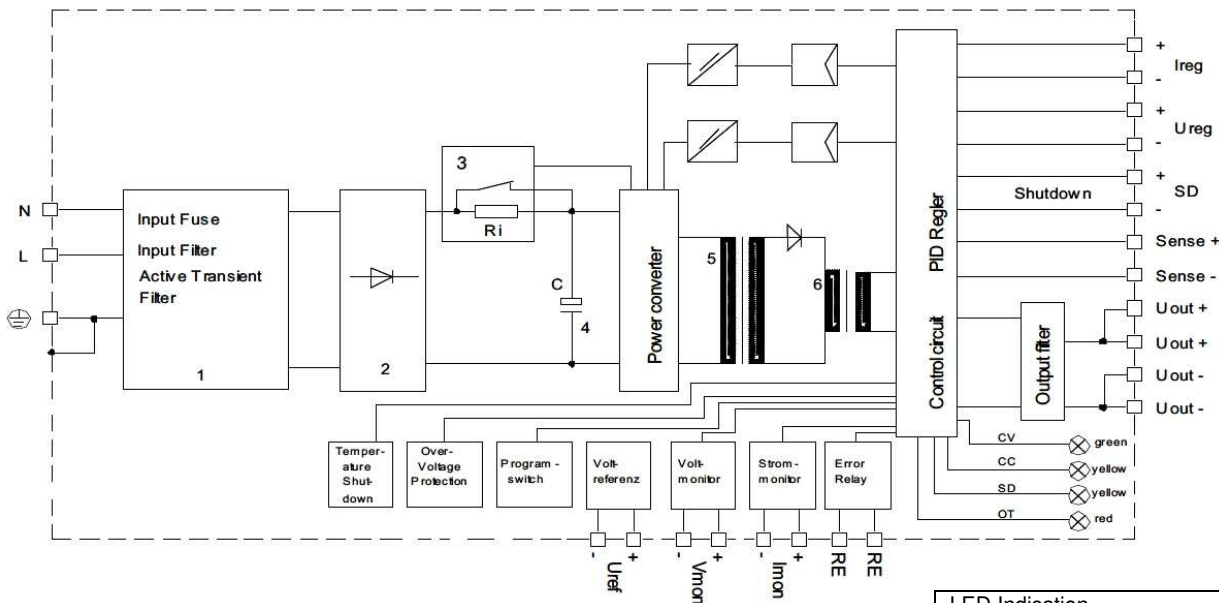 N
L
Input Fuse
Input Filter
Active Transient
Filter
1
2
3
Ri
C
4
Power converter
5
6
PID Regler
Control circuit
Output filter
Shutdown
+
Ireg
-
+
Ureg
-
+
SD
-
Sense +
Sense -
Uout +
Uout +
Uout -
Uout -
CV
green
CC
yellow
SD
yellow
OT
red
Temper-
ature
Shut-
down
Over-
Voltage
Protection
Program-
switch
Volt-
referenz
Volt-
monitor
Strom-
monitor
Error
Relay
- +
Uref
- +
Vmon
- +
Imon
RE
RE
LED Indication